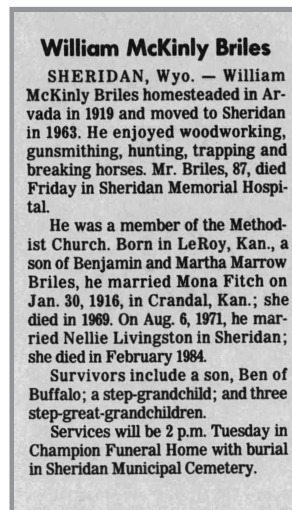 William McKinly Briles
SHERIDAN, Wyo. — William
McKinly Briles homesteaded in Ar-
vada in 1919 and moved to Sheridan
in 1963. He enjoyed woodworking,
gunsmithing, hunting, trapping and
breaking horses. Mr. Briles, 87, died
Friday in Sheridan Memorial Hospi-
tal.
He was a member of the Method-
ist Church. Born in LeRoy, Kan., a
son of Benjamin and Martha Marrow
Briles, he married Mona Fitch on
Jan. 30, 1916, in Crandal, Kan.; she
died in 1969. On Aug. 6, 1971, he mar-
ried Nellie Livingston in Sheridan;
she died in February 1984.
Survivors include a son, Ben of
Buffalo; a step-grandchild; and three
step-great-grandchildren.
Services will be 2 p.m. Tuesday in
Champion Funeral Home with burial
in Sheridan Municipal Cemetery.